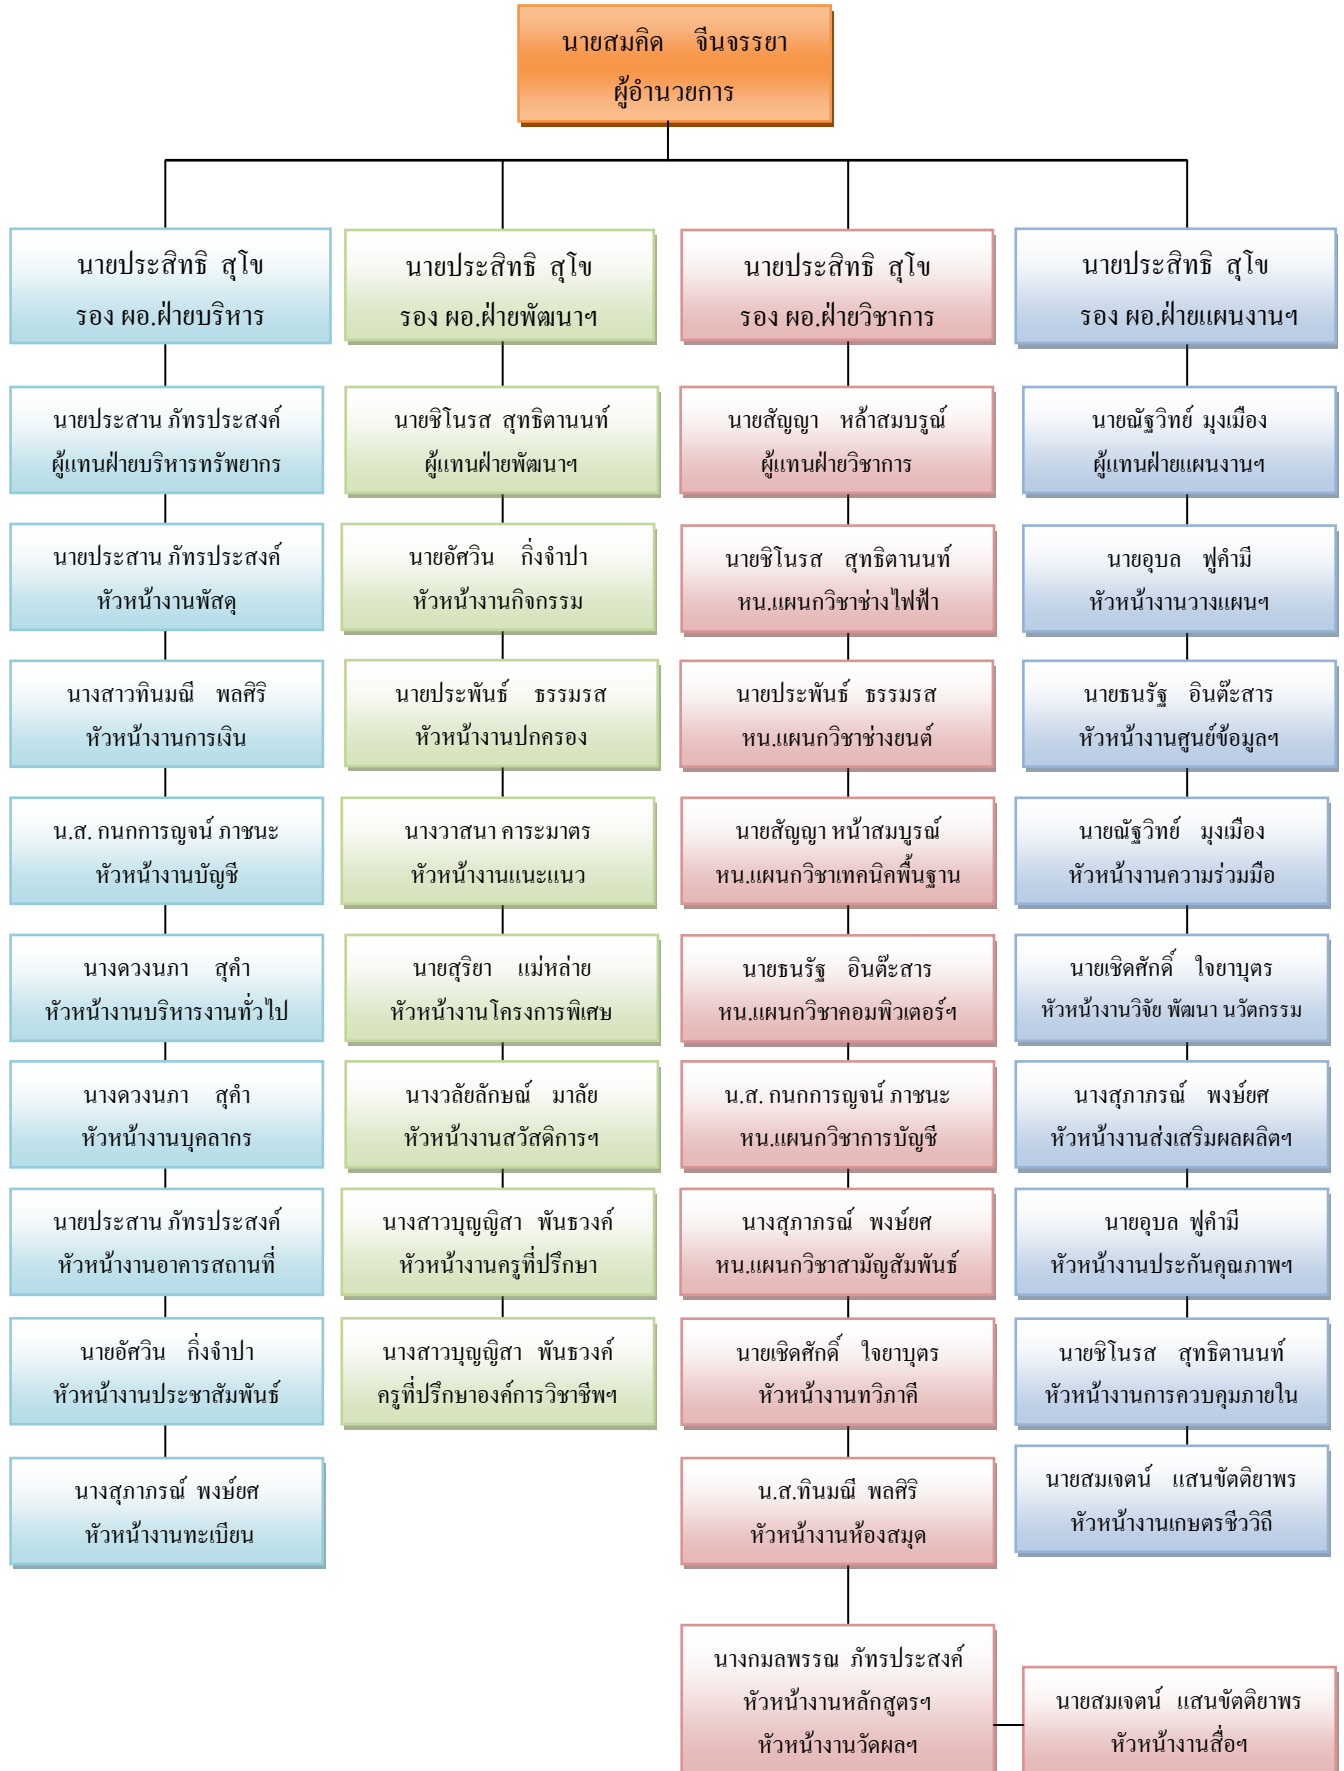 นายสมคิด จีนจรรยา
ผู้อำนวยการ
นายประสิทธิ สุโข
รอง ผอ.ฝ่ายบริหาร
นายประสาน ภัทรประสงค์
ผู้แทนฝ่ายบริหารทรัพยากร
นายประสาน ภัทรประสงค์
หัวหน้างานพัสดุ
นางสาวทินมณี พลศิริ
หัวหน้างานการเงิน
น.ส. กนกการญจน์ ภาชนะ
หัวหน้างานบัญชี
นางดวงนภา สุคำ
หัวหน้างานบริหารงานทั่วไป
นางดวงนภา สุคำ
หัวหน้างานบุคลากร
นายประสาน ภัทรประสงค์
หัวหน้างานอาคารสถานที่
นายอัศวิน กิ่งจำปา
หัวหน้างานประชาสัมพันธ์
นางสุภาภรณ์ พงษ์ยศ
หัวหน้างานทะเบียน
นายประสิทธิ สุโข
รอง ผอ.ฝ่ายพัฒนาฯ
นายชิโนรส สุทธิตานนท์
ผู้แทนฝ่ายพัฒนาฯ
นายอัศวิน กิ่งจำปา
หัวหน้างานกิจกรรม
นายประพันธ์ ธรรมรส
หัวหน้างานปกครอง
นางวาสนา คาระมาตร
หัวหน้างานแนะแนว
นายสุริยา แม่หล่าย
หัวหน้างานโครงการพิเศษ
นางวลัยลักษณ์ มาลัย
หัวหน้างานสวัสดิการฯ
นางสาวบุญญิสา พันธวงค์
หัวหน้างานครูที่ปรึกษา
นางสาวบุญญิสา พันธวงค์
ครูที่ปรึกษาองค์การวิชาชีพฯ
นายประสิทธิ สุโข
รอง ผอ.ฝ่ายวิชาการ
นายสัญญา หล้าสมบรูณ์
ผู้แทนฝ่ายวิชาการ
นายชิโนรส สุทธิตานนท์
หน.แผนกวิชาช่างไฟฟ้า
นายประพันธ์ ธรรมรส
หน.แผนกวิชาช่างยนต์
นายสัญญา หน้าสมบูรณ์
หน.แผนกวิชาเทคนิคพื้นฐาน
นายธนรัฐ อินต๊ะสาร
หน.แผนกวิชาคอมพิวเตอร์ฯ
น.ส. กนกการญจน์ ภาชนะ
หน.แผนกวิชาการบัญชี
นางสุภาภรณ์ พงษ์ยศ
หน.แผนกวิชาสามัญสัมพันธ์
นายเชิดศักดิ์ ใจยาบุตร
หัวหน้างานทวิภาคี
น.ส.ทินมณี พลศิริ
หัวหน้างานห้องสมุด
นางกมลพรรณ ภัทรประสงค์
หัวหน้างานหลักสูตรฯ
หัวหน้างานวัดผลฯ
นายประสิทธิ สุโข
รอง ผอ.ฝ่ายแผนงานฯ
นายณัฐวิทย์ มุงเมือง
ผู้แทนฝ่ายแผนงานฯ
นายอุบล ฟูคำมี
หัวหน้างานวางแผนฯ
นายธนรัฐ อินต๊ะสาร
หัวหน้างานศูนย์ข้อมูลฯ
นายณัฐวิทย์ มุงเมือง
หัวหน้างานความร่วมมือ
นายเชิดศักดิ์ ใจยาบุตร
หัวหน้างานวิจัย พัฒนา นวัตกรรม
นางสุภาภรณ์ พงษ์ยศ
หัวหน้างานส่งเสริมผลผลิตฯ
นายอุบล ฟูคำมี
หัวหน้างานประกันคุณภาพฯ
นายชิโนรส สุทธิตานนท์
หัวหน้างานการควบคุมภายใน
นายสมเจตน์ แสนขัตติยาพร
หัวหน้างานเกษตรชีววิถี
นายสมเจตน์ แสนขัตติยาพร
หัวหน้างานสื่อฯ